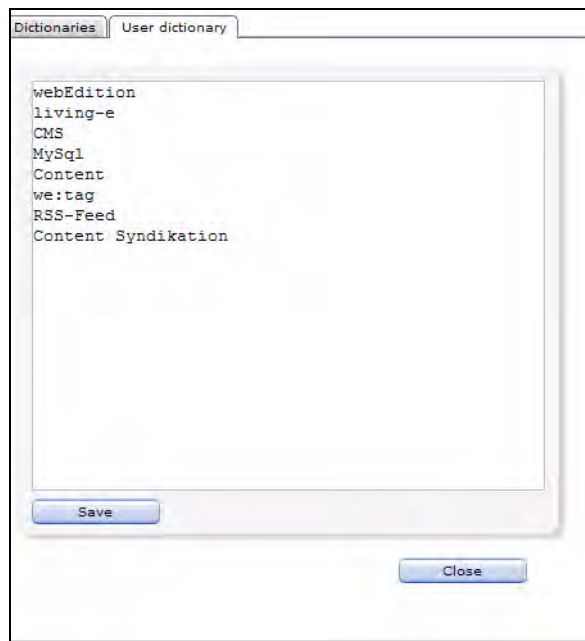 Dictionaries User dictionary
webEdition
living-e
CMS
MySql
Content
we:tag
RSS-Feed
Content Syndikation
Save
Close